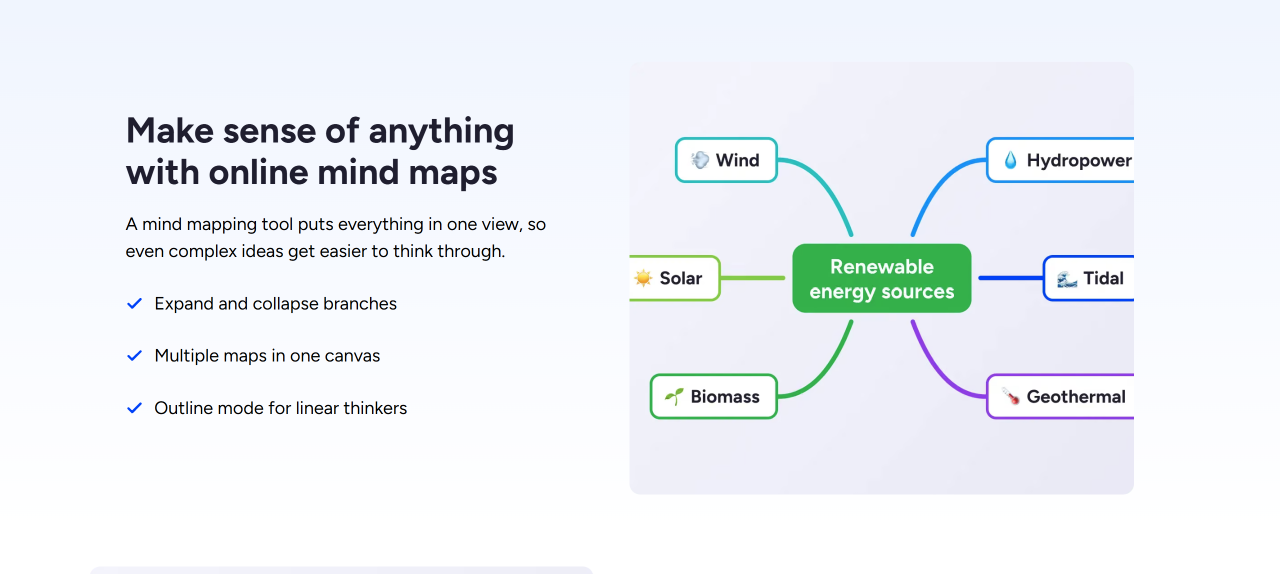 Make sense of anything
with online mind maps
A mind mapping tool puts everything in one view, so
even complex ideas get easier to think through.
Expand and collapse branches
Multiple maps in one canvas
Outline mode for linear thinkers
Wind
Hydropower
Solar
Renewable
energy sources
Tidal
Biomass
Geothermal